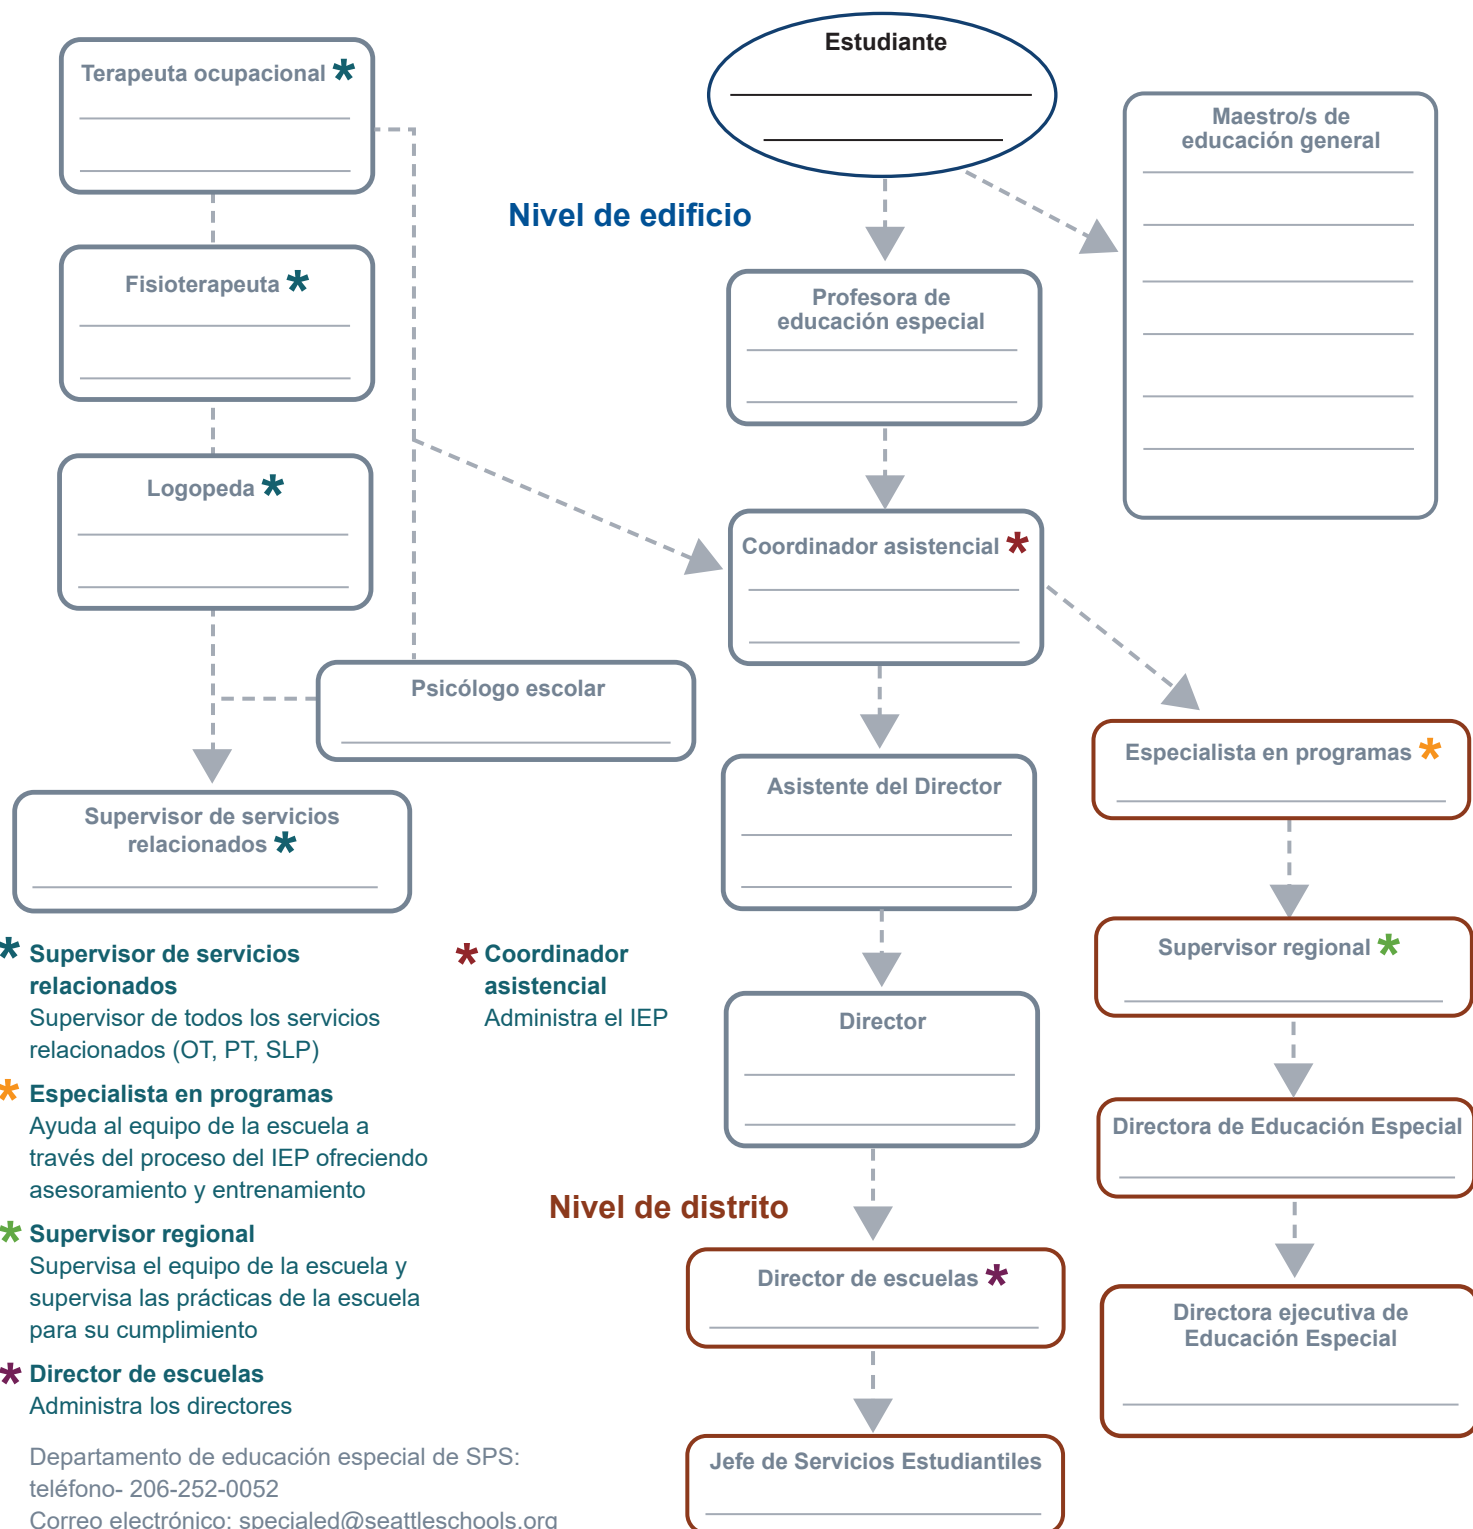 Estudiante
Terapeuta ocupacional *
Maestro/s de
educación general
Nivel de edificio
Fisioterapeuta *
Profesora de
educación especial
Logopeda *
Coordinador asistencial *
Psicólogo escolar
Especialista en programas *
Asistente del Director
Supervisor de servicios
relacionados *
Supervisor regional *
Director
Directora de Educación Especial
Nivel de distrito
Director de escuelas *
Directora ejecutiva de
Educación Especial
Jefe de Servicios Estudiantiles
* Supervisor de servicios
relacionados
Supervisor de todos los servicios
relacionados (OT, PT, SLP)
* Coordinador
asistencial
Administra el IEP
* Especialista en programas
Ayuda al equipo de la escuela a
través del proceso del IEP ofreciendo
asesoramiento y entrenamiento
* Supervisor regional
Supervisa el equipo de la escuela y
supervisa las prácticas de la escuela
para su cumplimiento
* Director de escuelas
Administra los directores
Departamento de educación especial de SPS:
teléfono- 206-252-0052
Correo electrónico: specialed@seattleschools.org